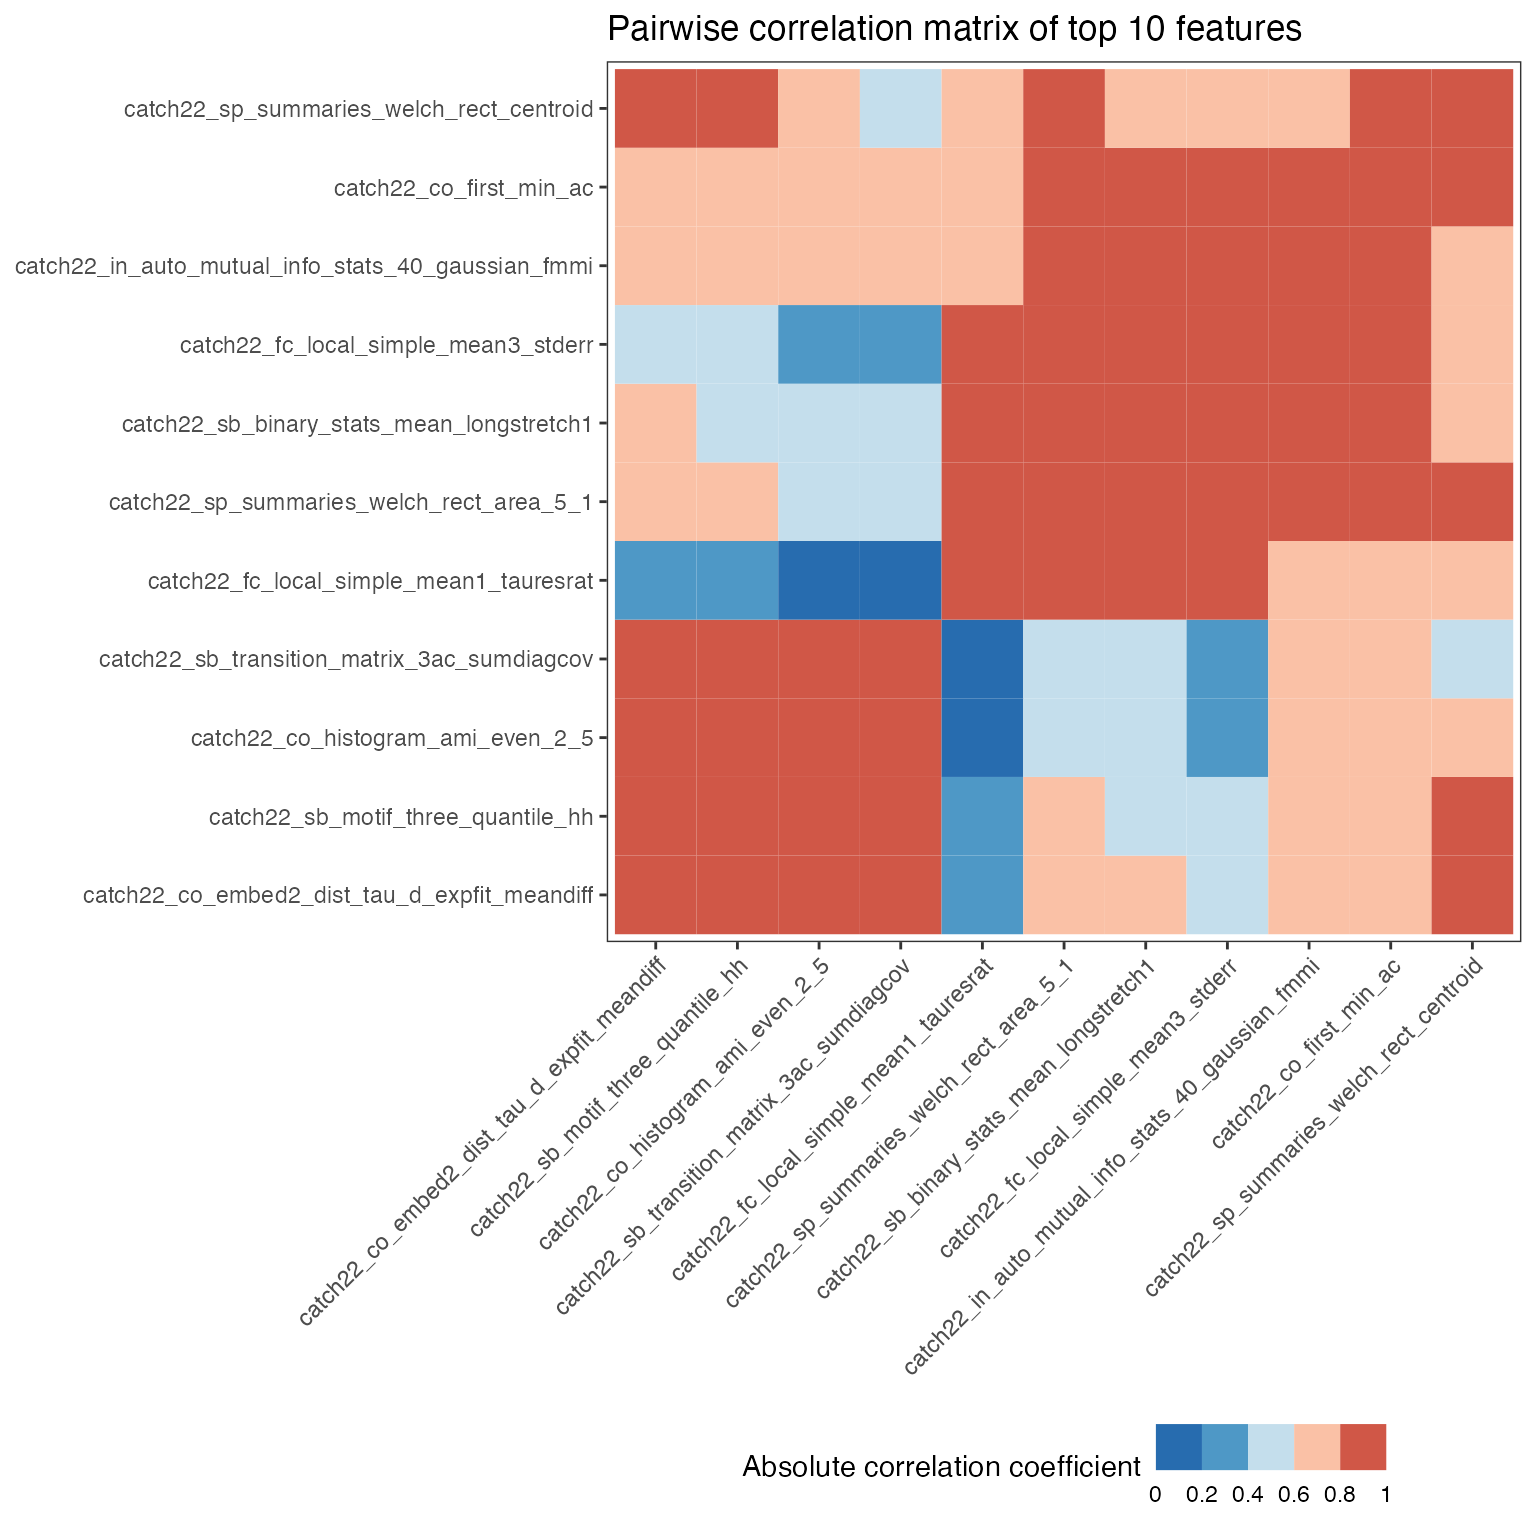 Pairwise correlation matrix of top 10 features
catch22_sp_summaries_welch_rect_centroid
catch22_co_first_min_ac
catch22_in_auto_mutual_info_stats_40_gaussian_fmmi
catch22_fc_local_simple_mean3_stderr
catch22_sb_binary_stats_mean_longstretch1
catch22_sp_summaries_welch_rect_area_5_1
catch22_fc_local_simple_mean1_tauresrat
catch22_sb_transition_matrix_3ac_sumdiagcov
catch22_co_histogram_ami_even_2_5
catch22_sb_motif_three_quantile_hh
catch22_co_embed2_dist_tau_d_expfit_meandiff
catch22_co_embed2_dist_tau_d_expfit_meandiff
catch22_sb_motif_three_quantile_hh
catch22_co_histogram_ami_even_2_5
catch22_sb_transition_matrix_3ac_sumdiagcov
catch22_fc_local_simple_mean1_tauresrat
catch22_sp_summaries_welch_rect_area_5_1
catch22_sb_binary_stats_mean_longstretch1
catch22_fc_local_simple_mean3_stderr
catch22_in_auto_mutual_info_stats_40_gaussian_fmmi
catch22_co_first_min_ac
catch22_sp_summaries_welch_rect_centroid
Absolute correlation coefficient
0 0.2 0.4 0.6 0.8 1